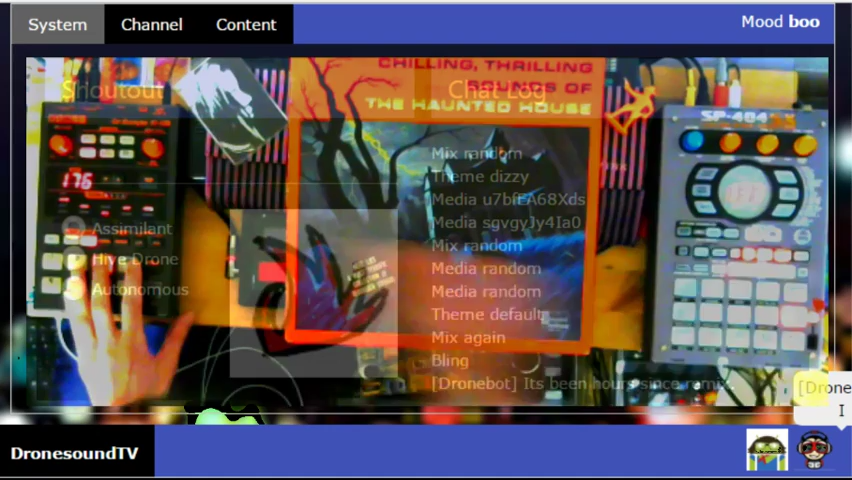 System Channel Content
Mood boo
CHILLING, THRILLING
SOUNDS OF
THE HAUNTED HOUSE
Shoutout
Chat Log
SP-404
176
Mix random
Theme dizzy
Media sgvgyJy4Ia0
Mix random
Media random
Media random
Theme default
Mix again
Bling
[Dronebot] Its been hours since remix.
Assimilant
Hive Drone
Autonomous
[Drone
I
DronesoundTV